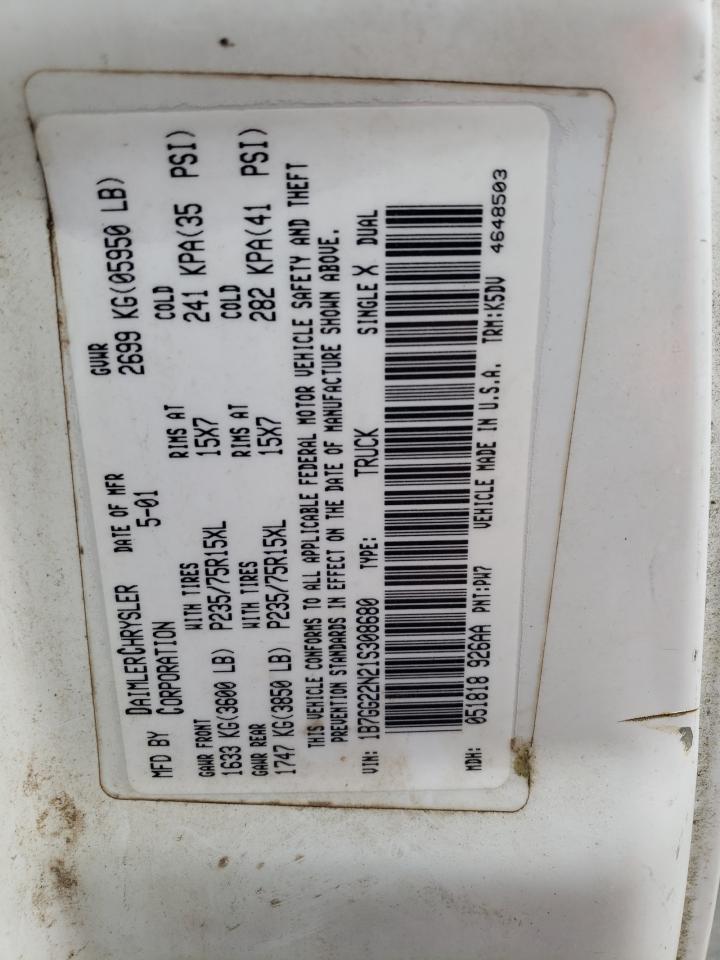 MFD BY DAIMLERCHRYSLER CORPORATION DATE OF MFR 5-01 GVWR 2699 KG(05950 LB)
GAWR FRONT WITH TIRES RIMS AT COLD
1633 KG(3600 LB) P235/75R15XL 15X7 241 KPA(35 PSI)
GAWR REAR WITH TIRES RIMS AT COLD
1747 KG(3850 LB) P235/75R15XL 15X7 282 KPA(41 PSI)
THIS VEHICLE CONFORMS TO ALL APPLICABLE FEDERAL MOTOR VEHICLE SAFETY AND THEFT
PREVENTION STANDARDS IN EFFECT ON THE DATE OF MANUFACTURE SHOWN ABOVE.
VIN: 1B7GG22N21S308680 TYPE: TRUCK SINGLE X DUAL
MDH: 051818 926AA PNT:PW7 VEHICLE MADE IN U.S.A. TRM:K5DV 4648503